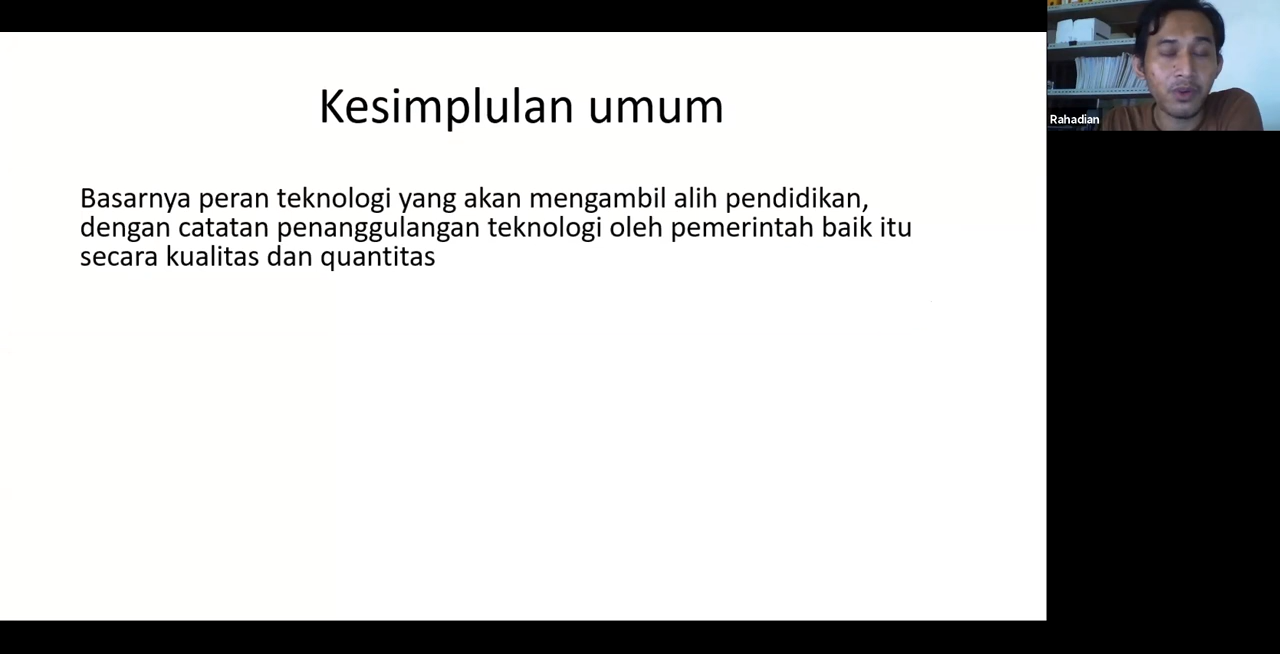 Kesimplulan umum
Basarnya peran teknologi yang akan mengambil alih pendidikan,
dengan catatan penanggulangan teknologi oleh pemerintah baik itu
secara kualitas dan quantitas
Rahadian